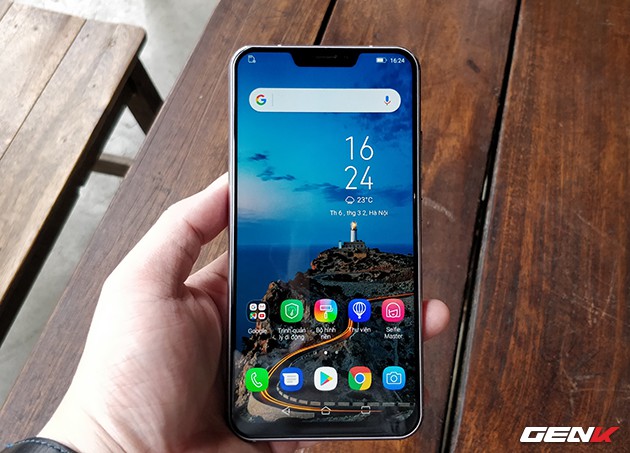 16:24
G
16
24
23°C
Th 6 , thg 3 2, Hà Nội
Google
Trình quản lý di động
Bộ hình nền
Thư viện
Selfie Master
GENK